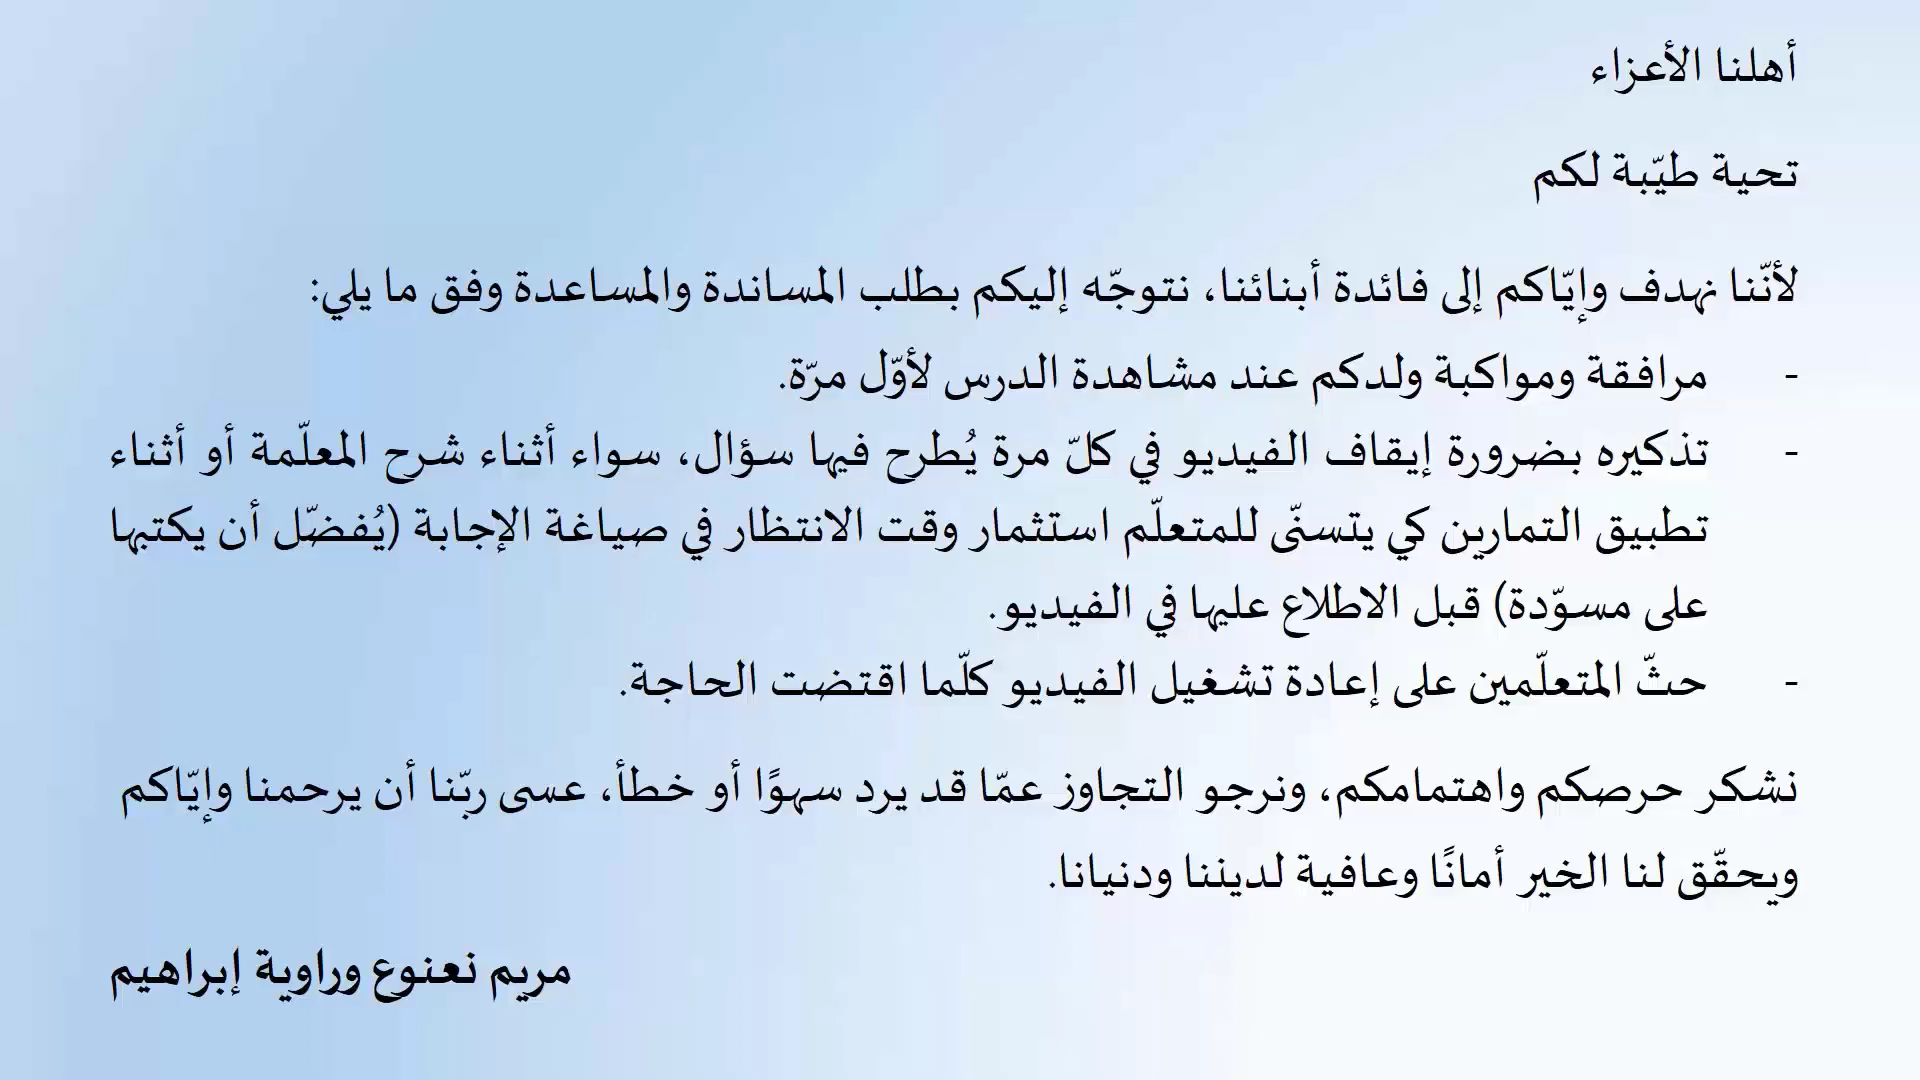 أهلنا الأعزاء
تحية طيّبة لكم
لأنّنا نهدف وإيّاكم إلى فائدة أبنائنا، نتوجّه إليكم بطلب المساندة والمساعدة وفق ما يلي:
- مرافقة ومواكبة ولدكم عند مشاهدة الدرس لأوّل مرّة.
- تذكيره بضرورة إيقاف الفيديو في كلّ مرة يُطرح فيها سؤال، سواء أثناء شرح المعلّمة أو أثناء
تطبيق التمارين كي يتسنّى للمتعلّم استثمار وقت الانتظار في صياغة الإجابة (يُفضّل أن يكتبها
على مسوّدة) قبل الاطلاع عليها في الفيديو.
- حثّ المتعلّمين على إعادة تشغيل الفيديو كلّما اقتضت الحاجة.
نشكر حرصكم واهتمامكم، ونرجو التجاوز عمّا قد يرد سهوًا أو خطأ، عسى ربّنا أن يرحمنا وإيّاكم
ويحقّق لنا الخير أمانًا وعافية لديننا ودنيانا.
مريم نعنوع وراوية إبراهيم